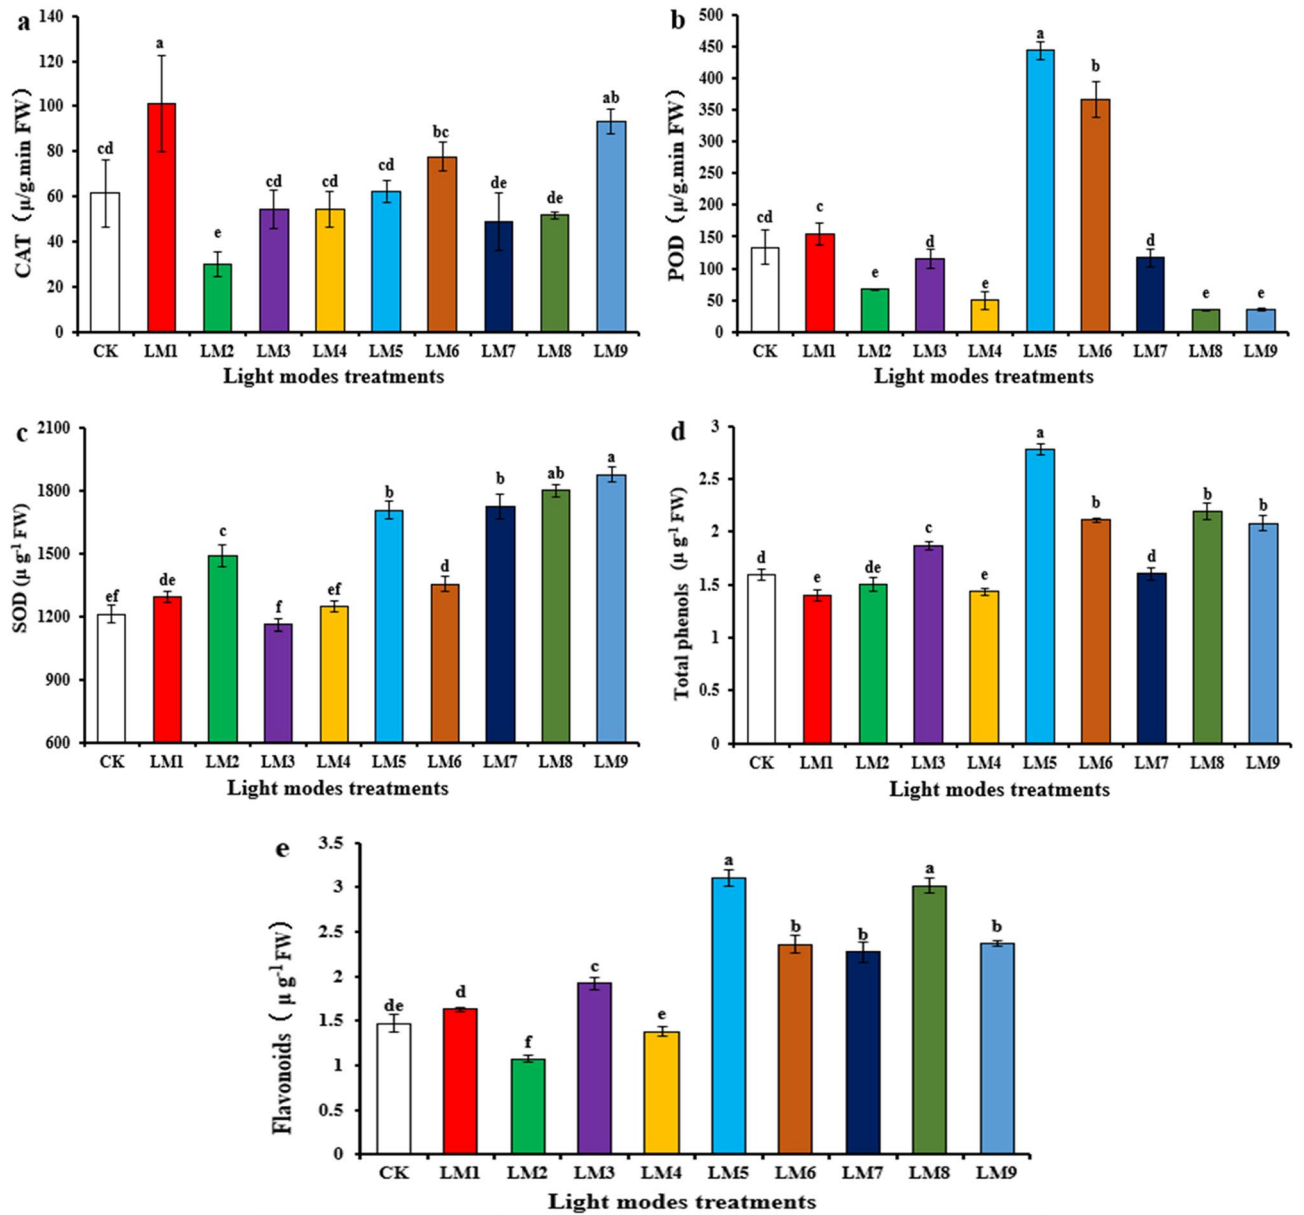 a
140
120
100
80
60
40
20
0
CAT (μ/g.min FW)
cd a e cd cd cd bc de de ab
CK LM1 LM2 LM3 LM4 LM5 LM6 LM7 LM8 LM9
Light modes treatments
b
500
450
400
350
300
250
200
150
100
50
0
POD (μ/g.min FW)
cd c e d e a b d e e
CK LM1 LM2 LM3 LM4 LM5 LM6 LM7 LM8 LM9
Light modes treatments
c
2100
1800
1500
1200
900
600
SOD (μ g-1 FW)
ef de c f ef b d b ab a
CK LM1 LM2 LM3 LM4 LM5 LM6 LM7 LM8 LM9
Light modes treatments
d
3
2.5
2
1.5
1
0.5
0
Total phenols (μ g-1 FW)
d e de c e a b d b b
CK LM1 LM2 LM3 LM4 LM5 LM6 LM7 LM8 LM9
Light modes treatments
e
3.5
3
2.5
2
1.5
1
0.5
0
Flavonoids ( μ g-1 FW)
de d f c e a b b a b
CK LM1 LM2 LM3 LM4 LM5 LM6 LM7 LM8 LM9
Light modes treatments